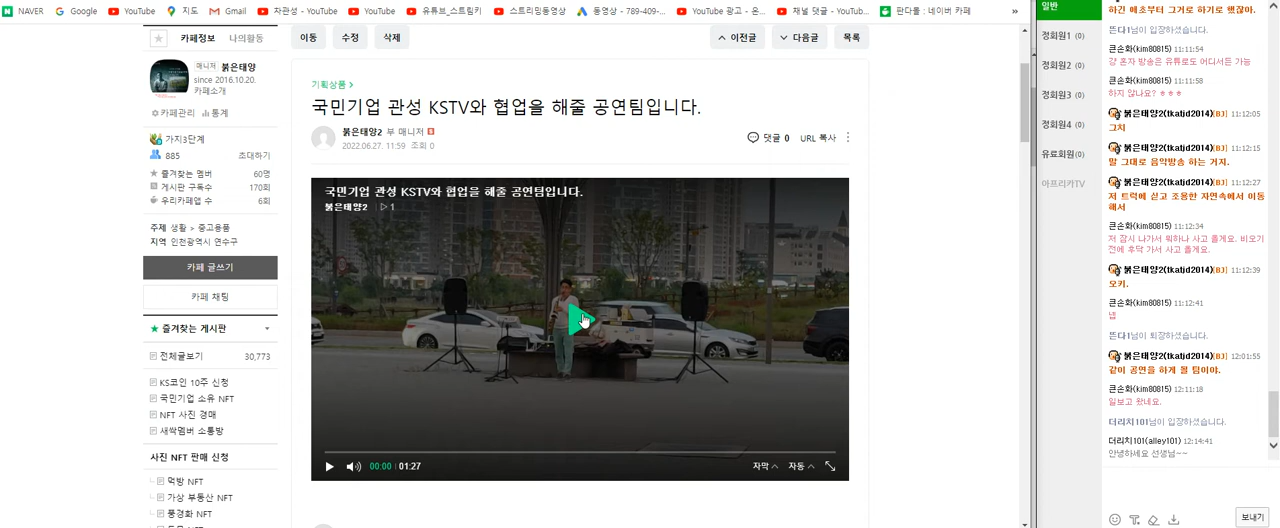 NAVER
Google
YouTube
지도
Gmail
자관성 - YouTube
YouTube
유튜브_스트림키
스트리밍동영상
동영상 - 789-409-...
YouTube 광고 - 온...
채널 댓글 - YouTub...
판다툴 : 네이버 카페
»
카페정보 나의활동
매니저 붉은태양
since 2016.10.20.
카페소개
카페관리 통계
가지3단계
885 초대하기
즐겨찾는 멤버 60명
게시판 구독수 170회
우리카페앱 수 6회
주제 생활 > 중고용품
지역 인천광역시 연수구
카페 글쓰기
카페 채팅
즐겨찾는 게시판
전체글보기 30,773
KS코인 10주 신청
국민기업 소유 NFT
NFT 사진 경매
새싹멤버 소통방
사진 NFT 판매 신청
먹방 NFT
가상 부동산 NFT
풍경화 NFT
이동 수정 삭제
이전글 다음글 목록
기획상품 >
국민기업 관성 KSTV와 협업을 해줄 공연팀입니다.
붉은태양2 부 매니저
2022.06.27. 11:59 조회 0
댓글 0 URL 복사
국민기업 관성 KSTV와 협업을 해줄 공연팀입니다.
붉은태양2 | ▷ 1
00:00 | 01:27
자막 자동
일반
정회원1 (0)
정회원2 (0)
정회원3 (0)
정회원4 (0)
유료회원(0)
아프리카TV
하긴 애초부터 그거로 하기로 했잖아.
뜬다1님이 입장하셨습니다.
큰손화(kim80815) 11:11:54
걍 혼자 방송은 유튜로도 어디서든 가능
큰손화(kim80815) 11:11:58
하지 않나요? ㅎㅎㅎ
붉은태양2(tkatjd2014)[BJ] 11:12:05
그치
붉은태양2(tkatjd2014)[BJ] 11:12:15
말 그대로 음악방송 하는 거지.
붉은태양2(tkatjd2014)[BJ] 11:12:27
저 트럭에 싣고 조용한 자연속에서 이동
해서
큰손화(kim80815) 11:12:34
저 잠시 나가서 뭐하나 사고 올게요. 비오기
전에 후닥 가서 사고 올게요.
붉은태양2(tkatjd2014)[BJ] 11:12:39
오키.
큰손화(kim80815) 11:12:41
넵
뜬다1님이 퇴장하셨습니다.
붉은태양2(tkatjd2014)[BJ] 12:01:55
같이 공연을 하게 될 팀이야.
큰손화(kim80815) 12:11:18
일보고 왔네요.
더리치101님이 입장하셨습니다.
더리치101(alley101) 12:14:41
안녕하세요 선생님~~
보내기